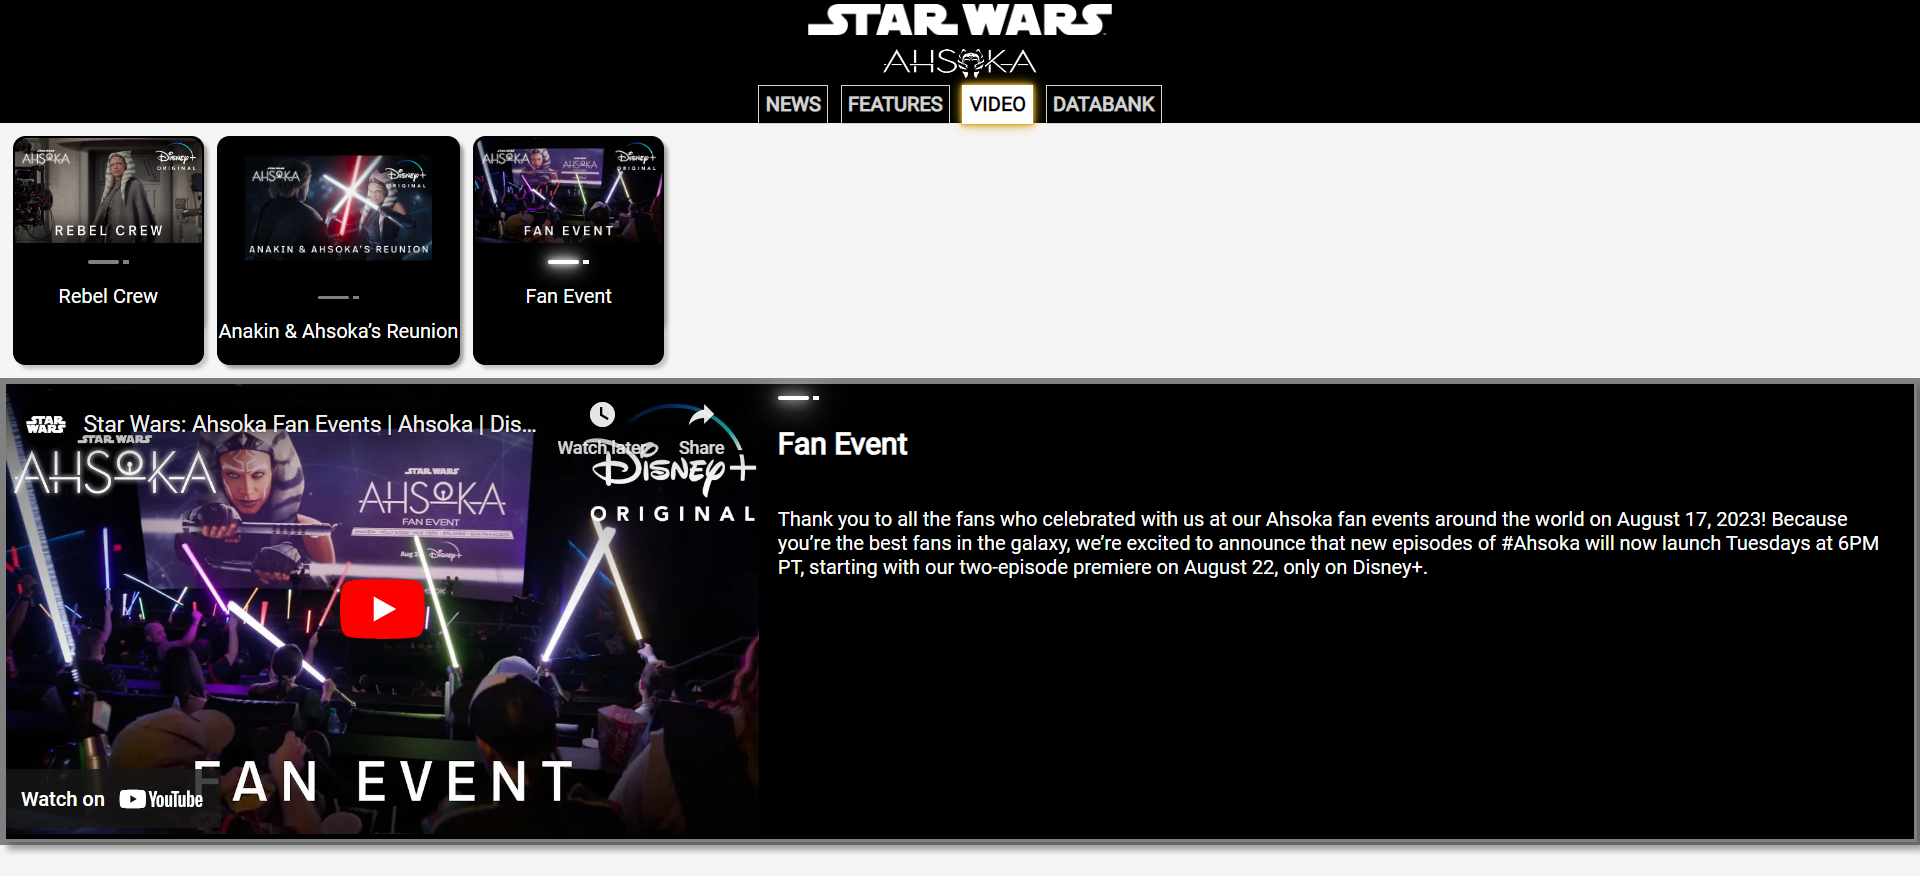 STAR WARS
AHSOKA
NEWS
FEATURES
VIDEO
DATABANK
AHSOKA
Disney+
ORIGINAL
REBEL CREW
Rebel Crew
AHSOKA
Disney+
ORIGINAL
ANAKIN & AHSOKA'S REUNION
Anakin & Ahsoka’s Reunion
AHSOKA
Disney+
ORIGINAL
FAN EVENT
Fan Event
STAR WARS
Star Wars: Ahsoka Fan Events | Ahsoka | Dis...
Watch later
Share
STAR WARS
AHSOKA
Disney+
ORIGINAL
STAR WARS
AHSOKA
FAN EVENT
FAN EVENT
Watch on YouTube
Fan Event
Thank you to all the fans who celebrated with us at our Ahsoka fan events around the world on August 17, 2023! Because
you’re the best fans in the galaxy, we’re excited to announce that new episodes of #Ahsoka will now launch Tuesdays at 6PM
PT, starting with our two-episode premiere on August 22, only on Disney+.